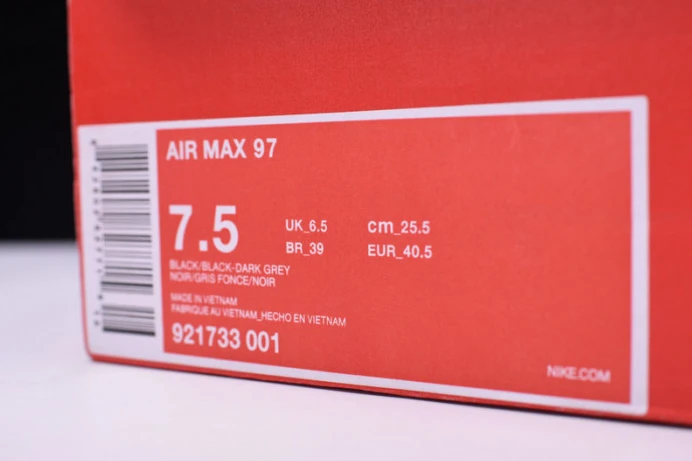 AIR MAX 97
7.5
UK_6.5 cm_25.5
BR_39 EUR_40.5
BLACK/BLACK-DARK GREY
NOIR/GRIS FONCE/NOIR
MADE IN VIETNAM
FABRIQUE AU VIETNAM_HECHO EN VIETNAM
921733 001
NIKE.COM